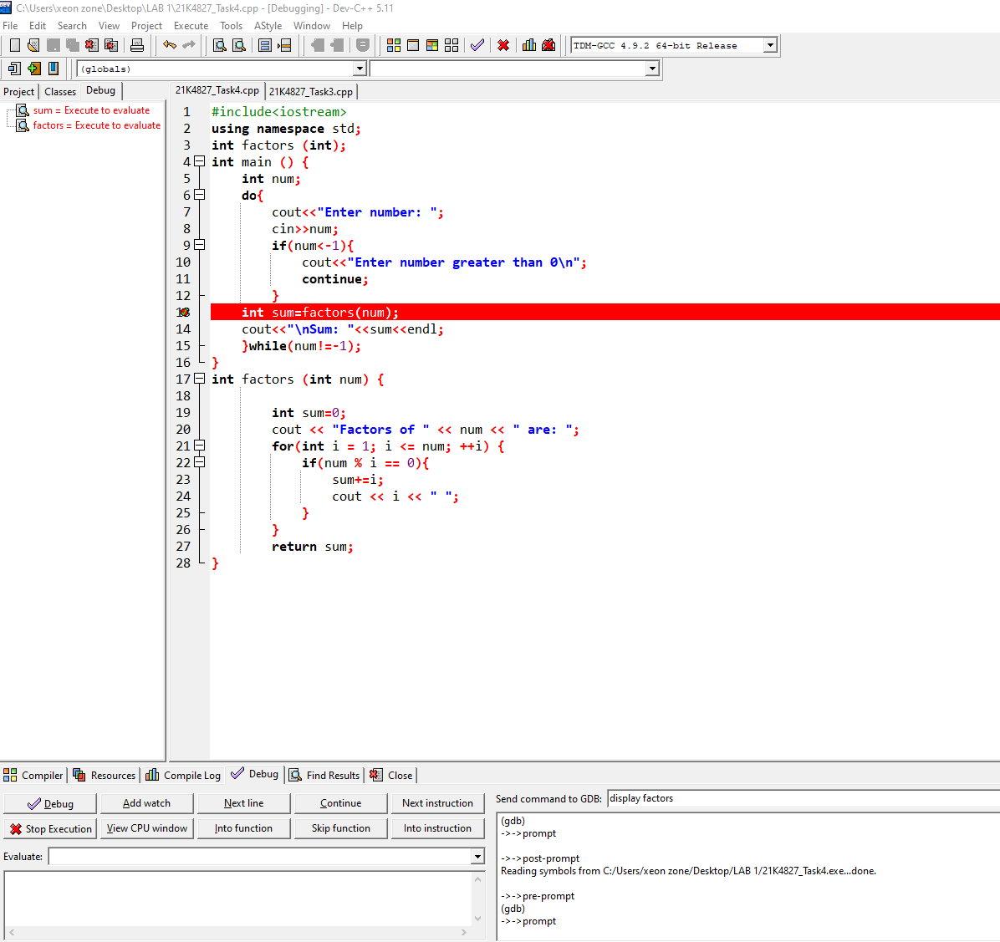 C:\Users\xeon zone\Desktop\LAB 1\21K4827_Task4.cpp - [Debugging] - Dev-C++ 5.11
File Edit Search View Project Execute Tools AStyle Window Help
TDM-GCC 4.9.2 64-bit Release
(globals)
Project Classes Debug 21K4827_Task4.cpp 21K4827_Task3.cpp
sum = Execute to evaluate
factors = Execute to evaluate
1 #include<iostream>
2 using namespace std;
3 int factors (int);
4 int main () {
5 int num;
6 do{
7 cout<<"Enter number: ";
8 cin>>num;
9 if(num<-1){
10 cout<<"Enter number greater than 0\n";
11 continue;
12 }
13 int sum=factors(num);
14 cout<<"\nSum: "<<sum<<endl;
15 }while(num!=-1);
16 }
17 int factors (int num) {
18
19 int sum=0;
20 cout << "Factors of " << num << " are: ";
21 for(int i = 1; i <= num; ++i) {
22 if(num % i == 0){
23 sum+=i;
24 cout << i << " ";
25 }
26 }
27 return sum;
28 }
Compiler Resources Compile Log Debug Find Results Close
Debug Add watch Next line Continue Next instruction
Stop Execution View CPU window Into function Skip function Into instruction
Evaluate:
Send command to GDB: display factors
(gdb)
->->prompt
->->post-prompt
Reading symbols from C:/Users/xeon zone/Desktop/LAB 1/21K4827_Task4.exe...done.
->->pre-prompt
(gdb)
->->prompt